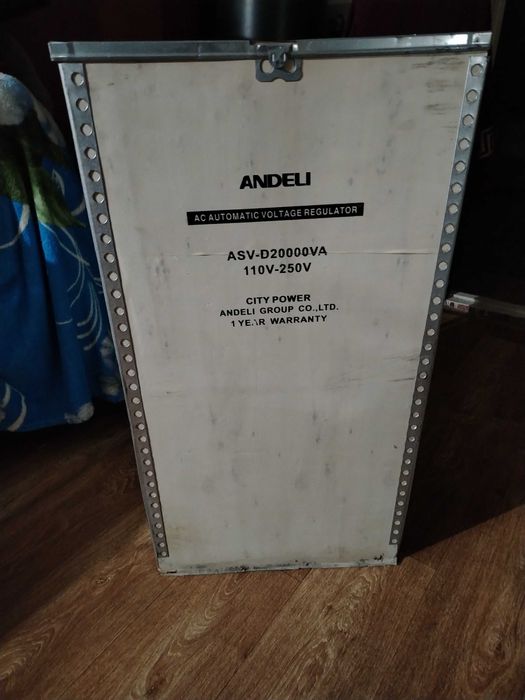 ANDELI
AC AUTOMATIC VOLTAGE REGULATOR
ASV-D20000VA
110V-250V
CITY POWER
ANDELI GROUP CO.,LTD.
1 YEAR WARRANTY